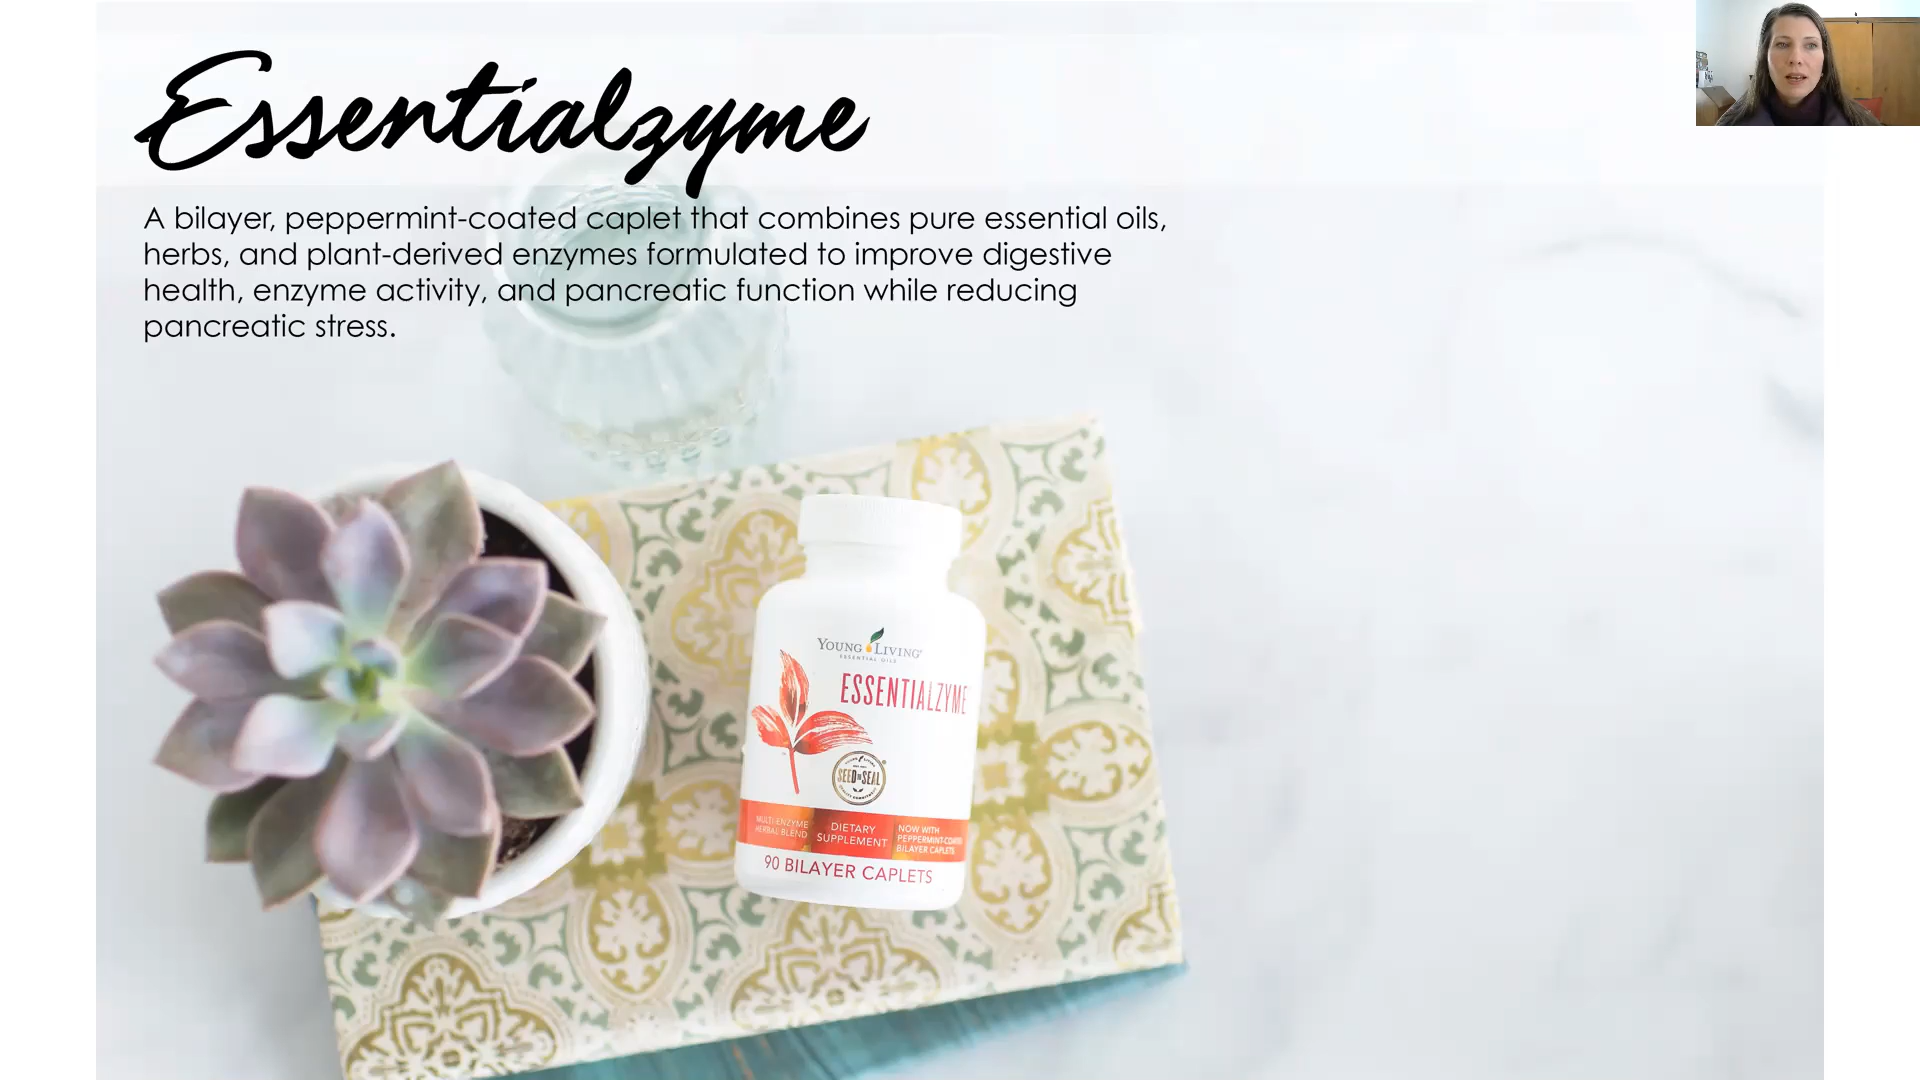 Essentialzyme
A bilayer, peppermint-coated caplet that combines pure essential oils,
herbs, and plant-derived enzymes formulated to improve digestive
health, enzyme activity, and pancreatic function while reducing
pancreatic stress.
YOUNG LIVING
ESSENTIAL OILS
ESSENTIALZYME
SEED TO SEAL
MULTI-ENZYME
HERBAL BLEND
DIETARY
SUPPLEMENT
NOW WITH
PEPPERMINT-COATED
BILAYER CAPLETS
90 BILAYER CAPLETS